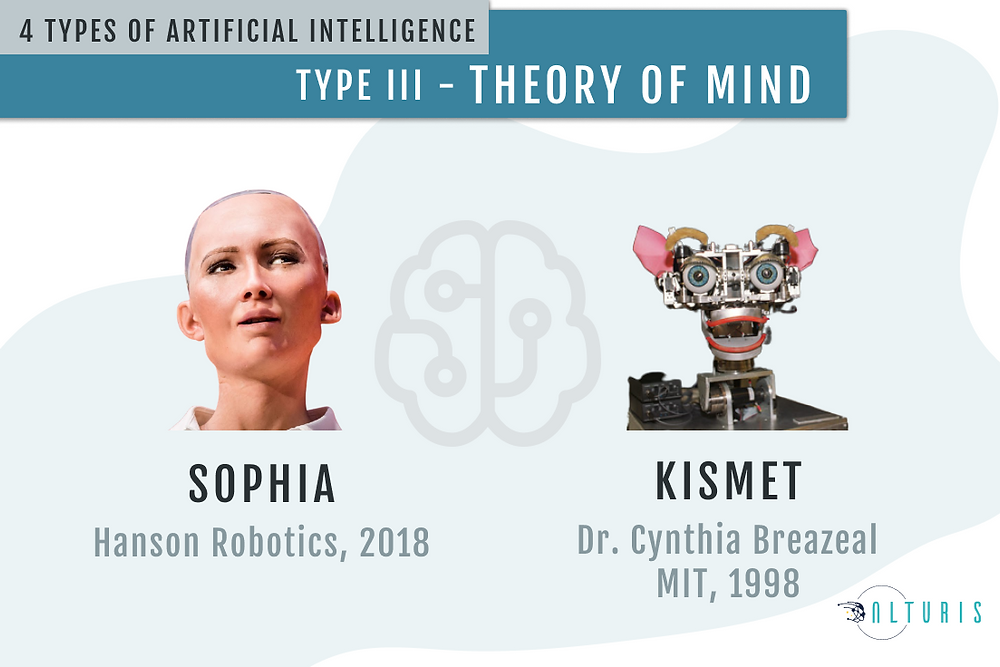 4 TYPES OF ARTIFICIAL INTELLIGENCE
TYPE III - THEORY OF MIND
SOPHIA
Hanson Robotics, 2018
KISMET
Dr. Cynthia Breazeal
MIT, 1998
ALTURIS